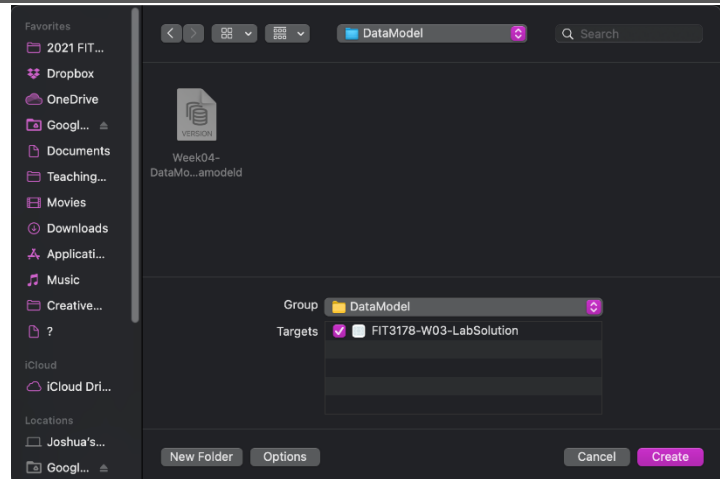 Favorites
2021 FIT...
Dropbox
OneDrive
Googl...
Documents
Teaching...
Movies
Downloads
Applicati...
Music
Creative...
?
iCloud
iCloud Dri...
Locations
Joshua's...
Googl...
DataModel
Search
VERSION
Week04-
DataMo...amodeld
Group DataModel
Targets FIT3178-W03-LabSolution
New Folder Options Cancel Create